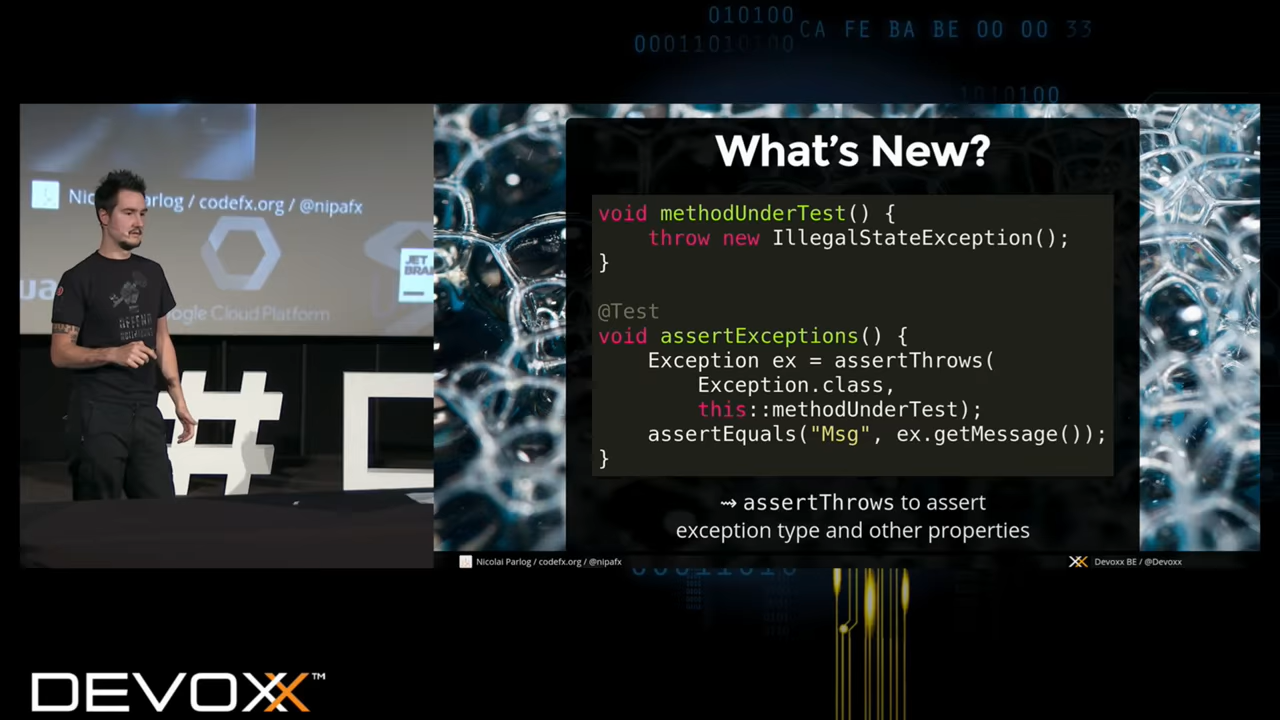 010100
00011010100
CA FE BA BE 00 00 33
1010100
Nicolai Parlog / codefx.org / @nipafx
JET
BRAI
Google Cloud Platform
#
What's New?
void methodUnderTest() {
    throw new IllegalStateException();
}
@Test
void assertExceptions() {
    Exception ex = assertThrows(
        Exception.class,
        this::methodUnderTest);
    assertEquals("Msg", ex.getMessage());
}
⇝ assertThrows to assert
exception type and other properties
Nicolai Parlog / codefx.org / @nipafx
Devoxx BE / @Devoxx
DEVOXX™